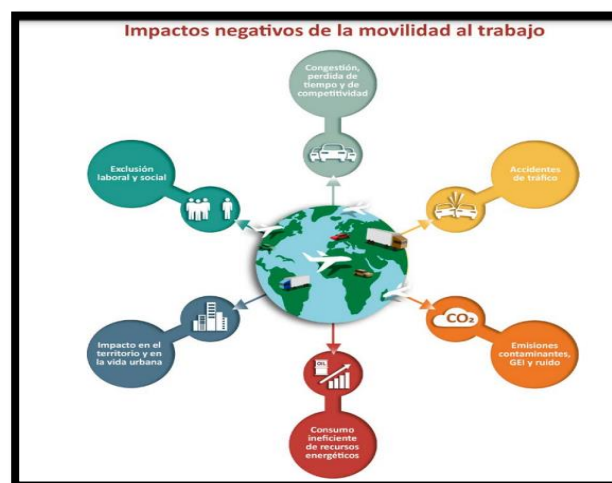 Impactos negativos de la movilidad al trabajo
Congestión,
perdida de
tiempo y de
competitividad
Exclusión
laboral y social
Accidentes
de tráfico
Impacto en el
territorio y en
la vida urbana
CO₂
Emisiones
contaminantes,
GEI y ruido
OIL
Consumo
ineficiente
de recursos
energéticos